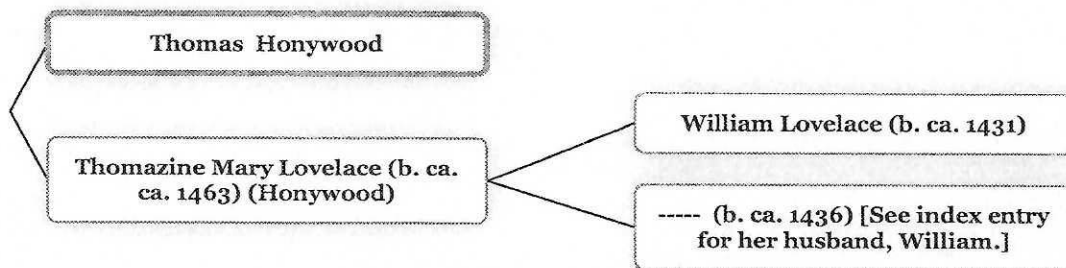 Thomas Honywood
Thomazine Mary Lovelace (b. ca.
ca. 1463) (Honywood)
William Lovelace (b. ca. 1431)
----- (b. ca. 1436) [See index entry
for her husband, William.]